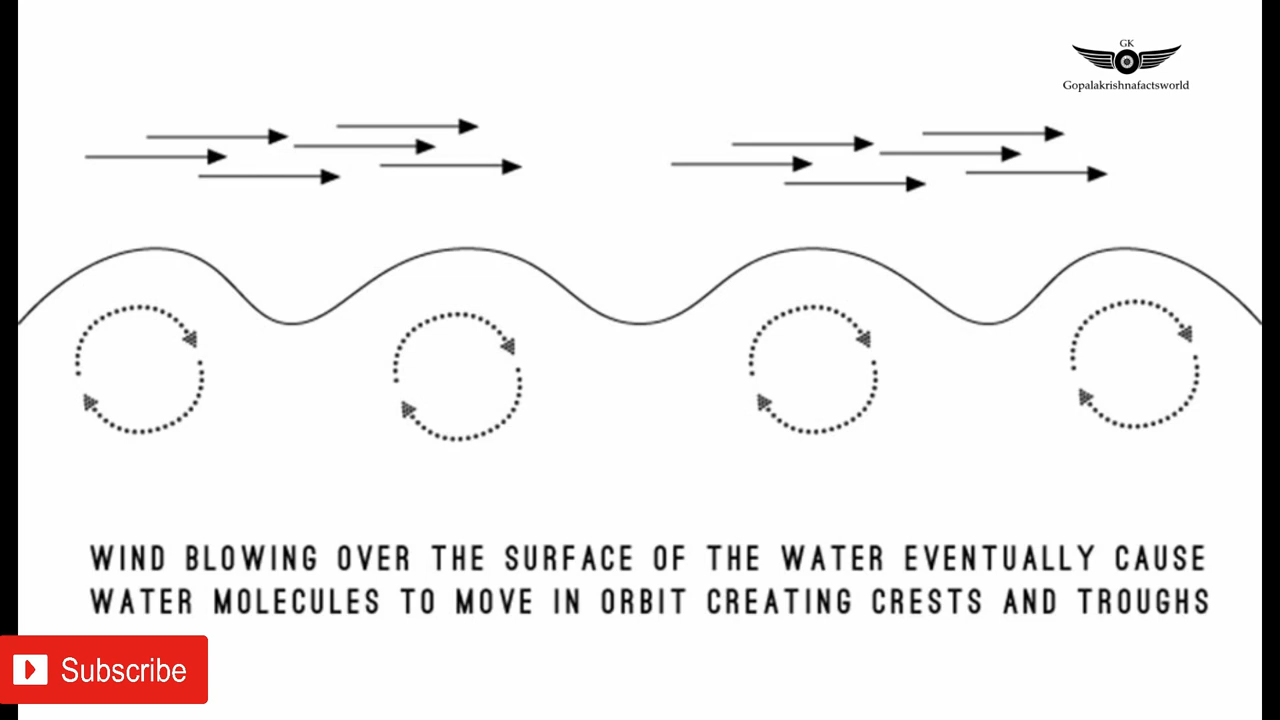 GK
Gopalakrishnafactsworld
WIND BLOWING OVER THE SURFACE OF THE WATER EVENTUALLY CAUSE
WATER MOLECULES TO MOVE IN ORBIT CREATING CRESTS AND TROUGHS
Subscribe